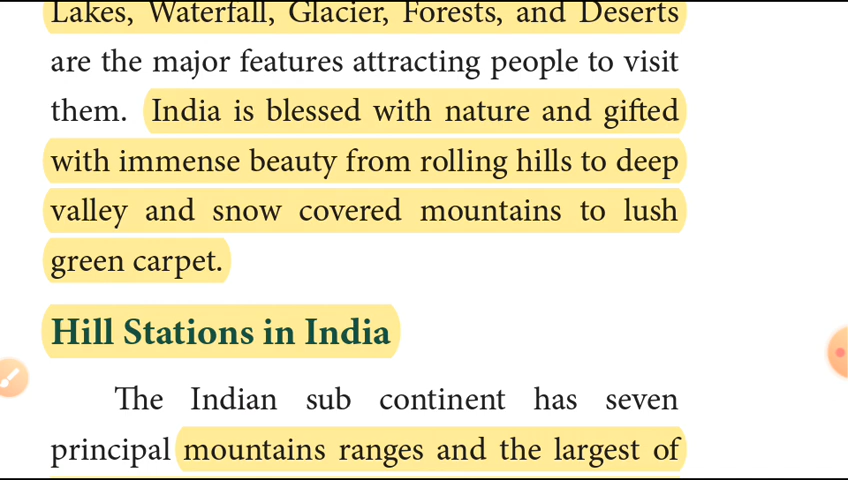 Lakes, Waterfall, Glacier, Forests, and Deserts
are the major features attracting people to visit
them. India is blessed with nature and gifted
with immense beauty from rolling hills to deep
valley and snow covered mountains to lush
green carpet.
Hill Stations in India
The Indian sub continent has seven
principal mountains ranges and the largest of